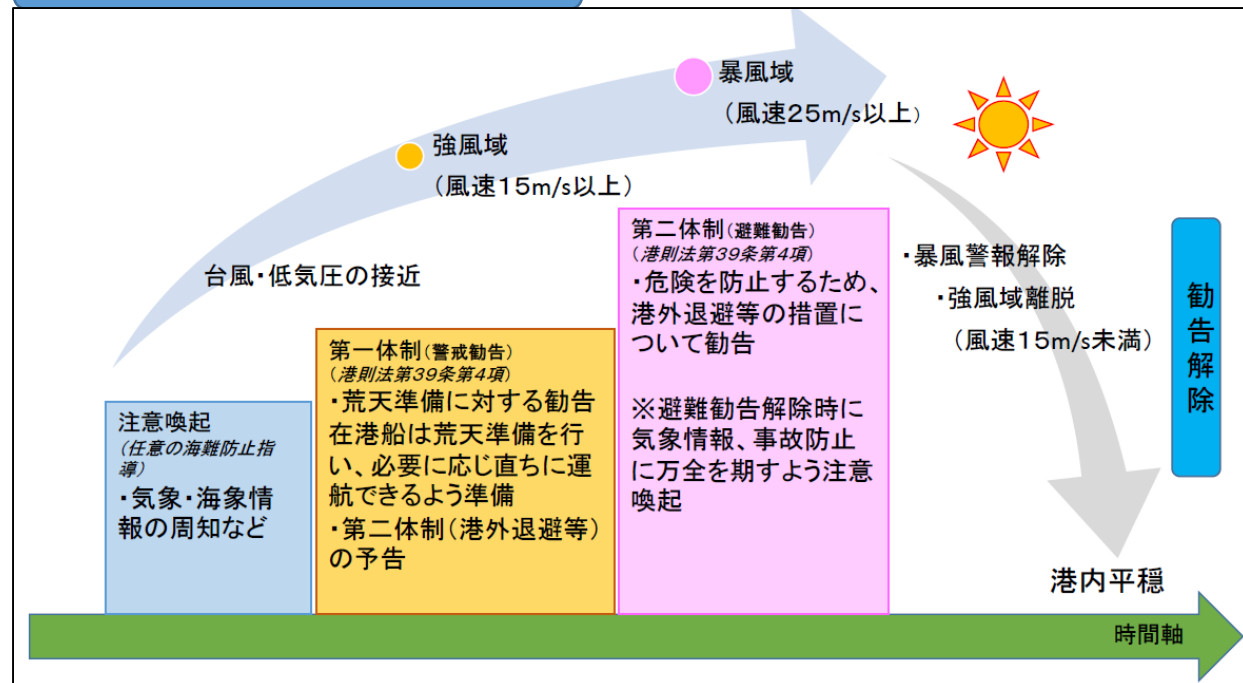 暴風域
（風速25m/s以上）
強風域
（風速15m/s以上）
台風・低気圧の接近
注意喚起
(任意の海難防止指
導)
・気象・海象情
報の周知など
第一体制(警戒勧告)
(港則法第39条第4項)
・荒天準備に対する勧告
在港船は荒天準備を行
い、必要に応じ直ちに運
航できるよう準備
・第二体制(港外退避等)
の予告
第二体制(避難勧告)
(港則法第39条第4項)
・危険を防止するため、
港外退避等の措置に
ついて勧告
※避難勧告解除時に
気象情報、事故防止
に万全を期すよう注意
喚起
・暴風警報解除
・強風域離脱
（風速15m/s未満）
勧告解除
港内平穏
時間軸